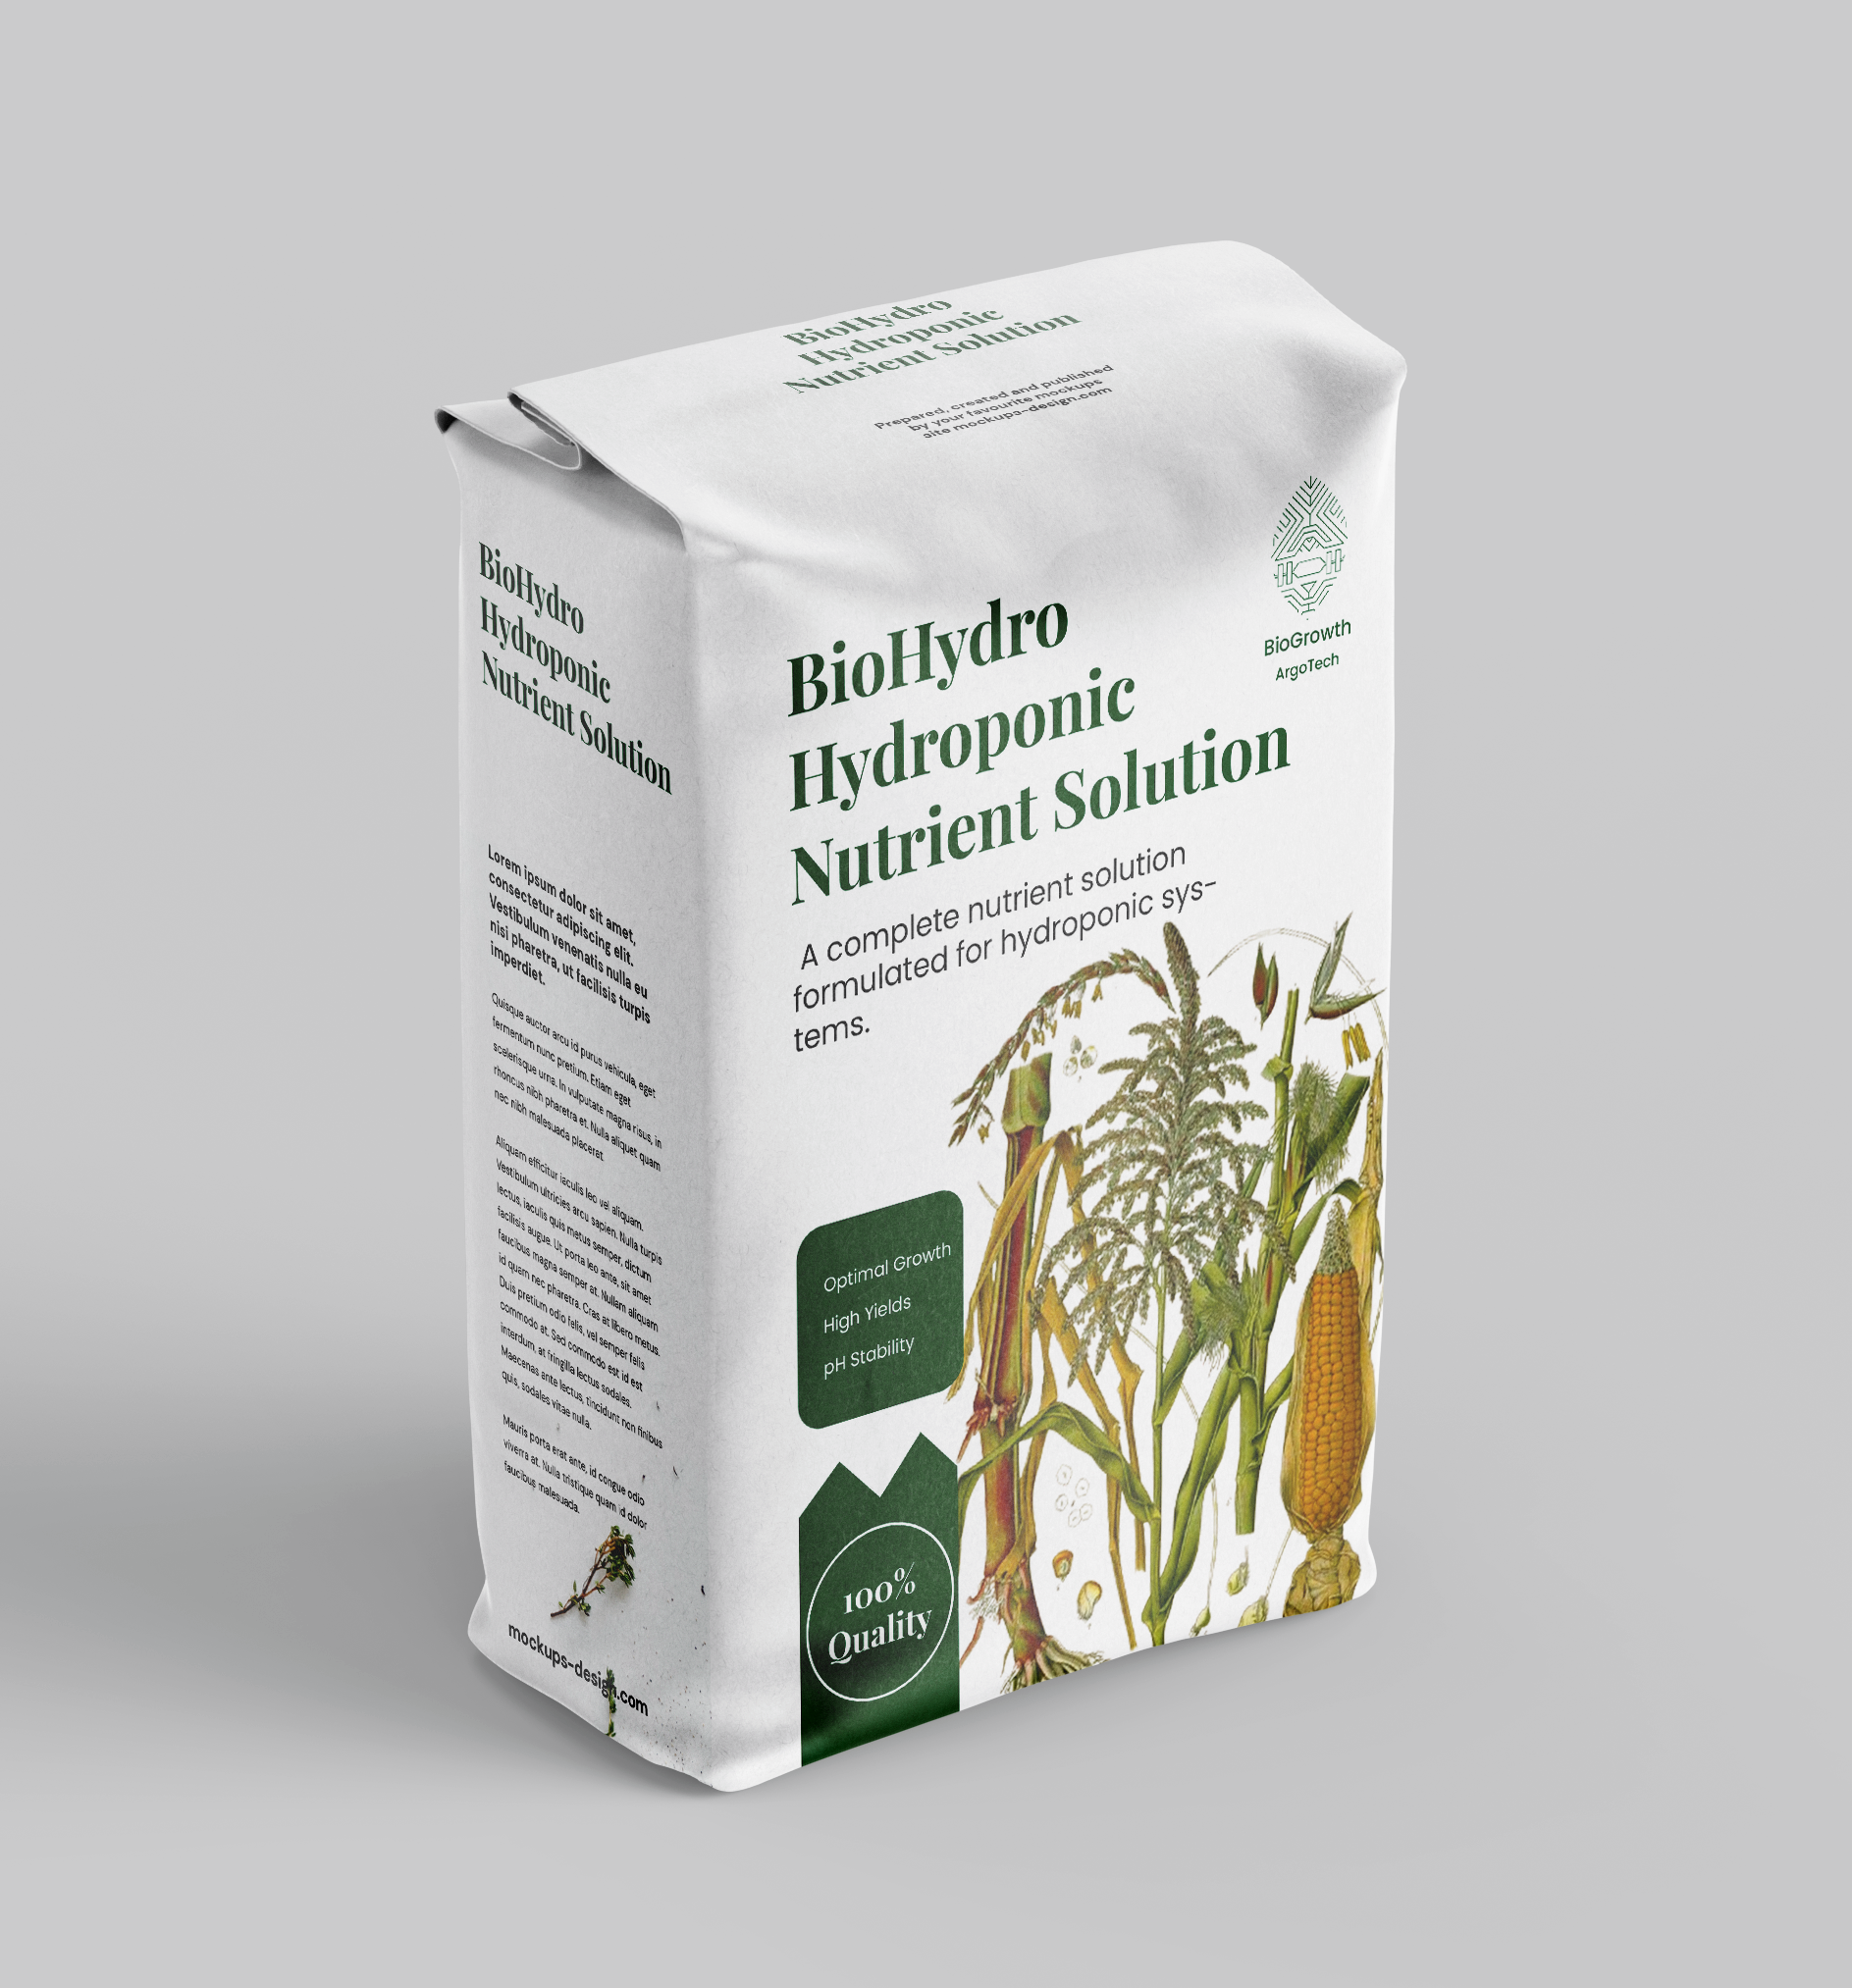 BioHydro
Hydroponic
Nutrient Solution
Prepared, created and published
by your favourite mockups
site mockups-design.com
BioHydro
Hydroponic
Nutrient Solution
Lorem ipsum dolor sit amet,
consectetur adipiscing elit.
Vestibulum venenatis nulla eu
nisi pharetra, ut facilisis turpis
imperdiet.
Quisque auctor arcu id purus vehicula, eget
fermentum nunc pretium. Etiam eget
scelerisque urna. In vulputate magna risus, in
rhoncus nibh pharetra et. Nulla aliquet quam
nec nibh malesuada placerat.
Aliquam efficitur iaculis leo vel aliquam.
Vestibulum ultricies arcu sapien. Nulla turpis
lectus, iaculis quis metus semper, dictum
facilisis augue. Ut porta leo ante, sit amet
faucibus magna semper at. Nullam aliquam
id quam nec pharetra. Cras at libero metus.
Duis pretium odio felis, vel semper felis
commodo at. Sed commodo est id est
interdum, at fringilla lectus sodales.
Maecenas ante lectus, tincidunt non finibus
quis, sodales vitae nulla.
Mauris porta erat ante, id congue odio
viverra at. Nulla tristique quam id dolor
faucibus malesuada.
mockups-design.com
BioGrowth
ArgoTech
BioHydro
Hydroponic
Nutrient Solution
A complete nutrient solution
formulated for hydroponic sys-
tems.
Optimal Growth
High Yields
pH Stability
100%
Quality